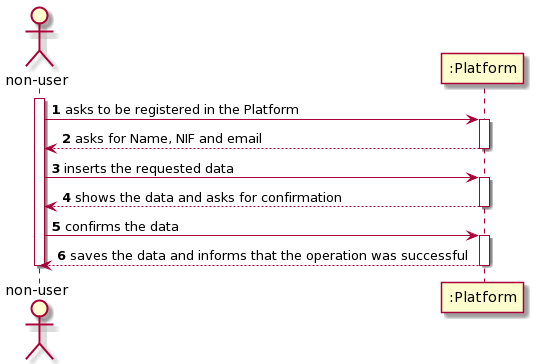 non-user
:Platform
1 asks to be registered in the Platform
2 asks for Name, NIF and email
3 inserts the requested data
4 shows the data and asks for confirmation
5 confirms the data
6 saves the data and informs that the operation was successful
non-user
:Platform